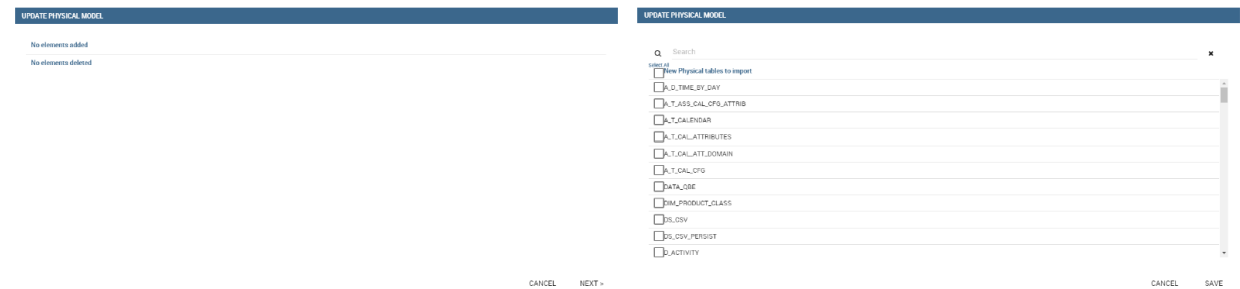 UPDATE PHYSICAL MODEL
No elements added
No elements deleted
CANCEL NEXT >
UPDATE PHYSICAL MODEL
Search
Select All
New Physical tables to import
A_D_TIME_BY_DAY
A_T_ASS_CAL_CFG_ATTRIB
A_T_CALENDAR
A_T_CAL_ATTRIBUTES
A_T_CAL_ATT_DOMAIN
A_T_CAL_CFG
DATA_QBE
DIM_PRODUCT_CLASS
DS_CSV
DS_CSV_PERSIST
D_ACTIVITY
CANCEL SAVE